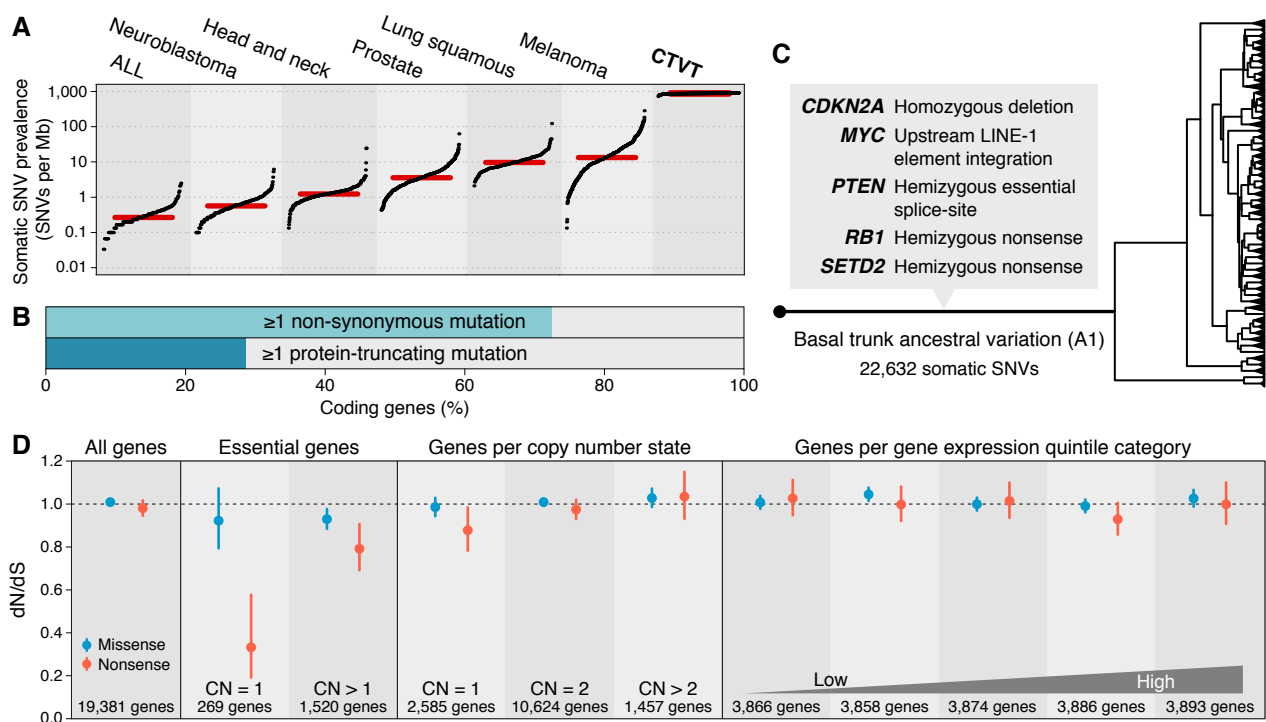 A
ALL
Neuroblastoma
Head and neck
Prostate
Lung squamous
Melanoma
CTVT
Somatic SNV prevalence
(SNVs per Mb)
1,000
100
10
1
0.1
0.01
B
≥1 non-synonymous mutation
≥1 protein-truncating mutation
0 20 40 60 80 100
Coding genes (%)
C
CDKN2A Homozygous deletion
MYC Upstream LINE-1
element integration
PTEN Hemizygous essential
splice-site
RB1 Hemizygous nonsense
SETD2 Hemizygous nonsense
Basal trunk ancestral variation (A1)
22,632 somatic SNVs
D
All genes Essential genes Genes per copy number state Genes per gene expression quintile category
dN/dS
1.2
1.0
0.8
0.6
0.4
0.2
0.0
Missense
Nonsense
Low High
CN = 1 CN > 1 CN = 1 CN = 2 CN > 2
19,381 genes 269 genes 1,520 genes 2,585 genes 10,624 genes 1,457 genes 3,866 genes 3,858 genes 3,874 genes 3,886 genes 3,893 genes